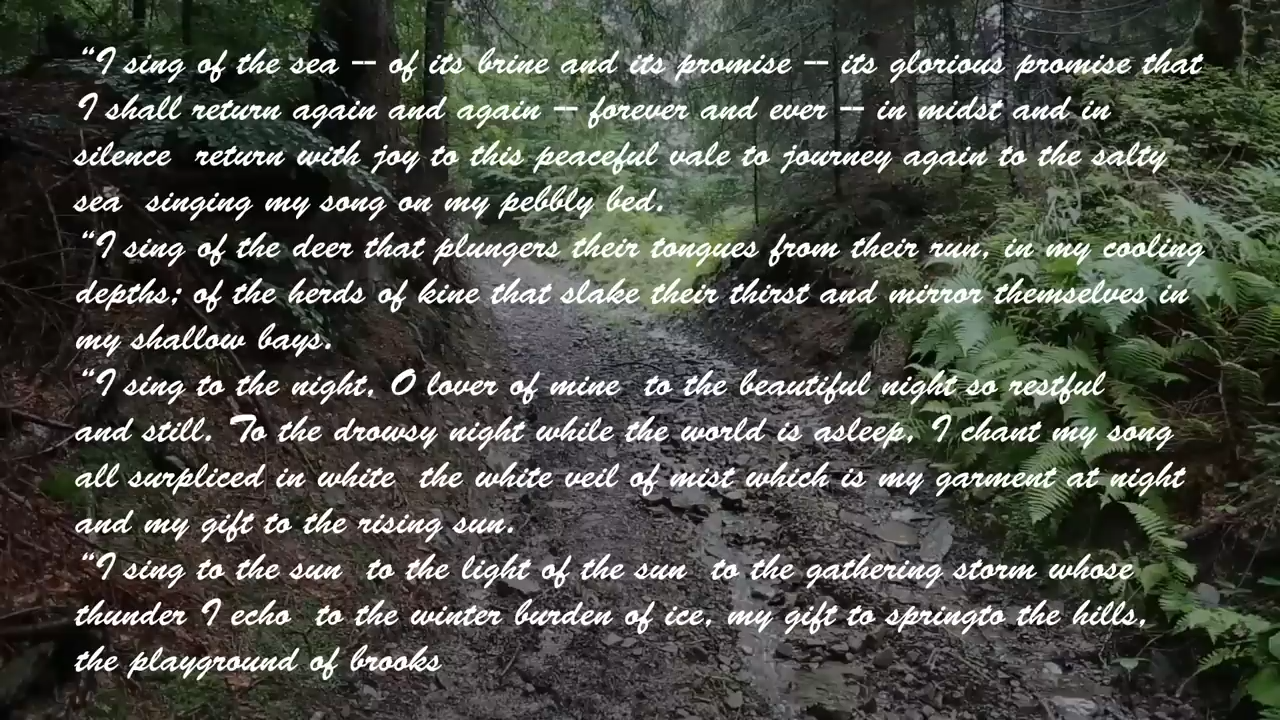 “I sing of the sea -- of its brine and its promise -- its glorious promise that
I shall return again and again -- forever and ever -- in midst and in
silence  return with joy to this peaceful vale to journey again to the salty
sea  singing my song on my pebbly bed.
“I sing of the deer that plungers their tongues from their run, in my cooling
depths; of the herds of kine that slake their thirst and mirror themselves in
my shallow bays.
“I sing to the night, O lover of mine  to the beautiful night so restful
and still. To the drowsy night while the world is asleep, I chant my song
all surpliced in white  the white veil of mist which is my garment at night
and my gift to the rising sun.
“I sing to the sun  to the light of the sun  to the gathering storm whose
thunder I echo  to the winter burden of ice, my gift to springto the hills,
the playground of brooks